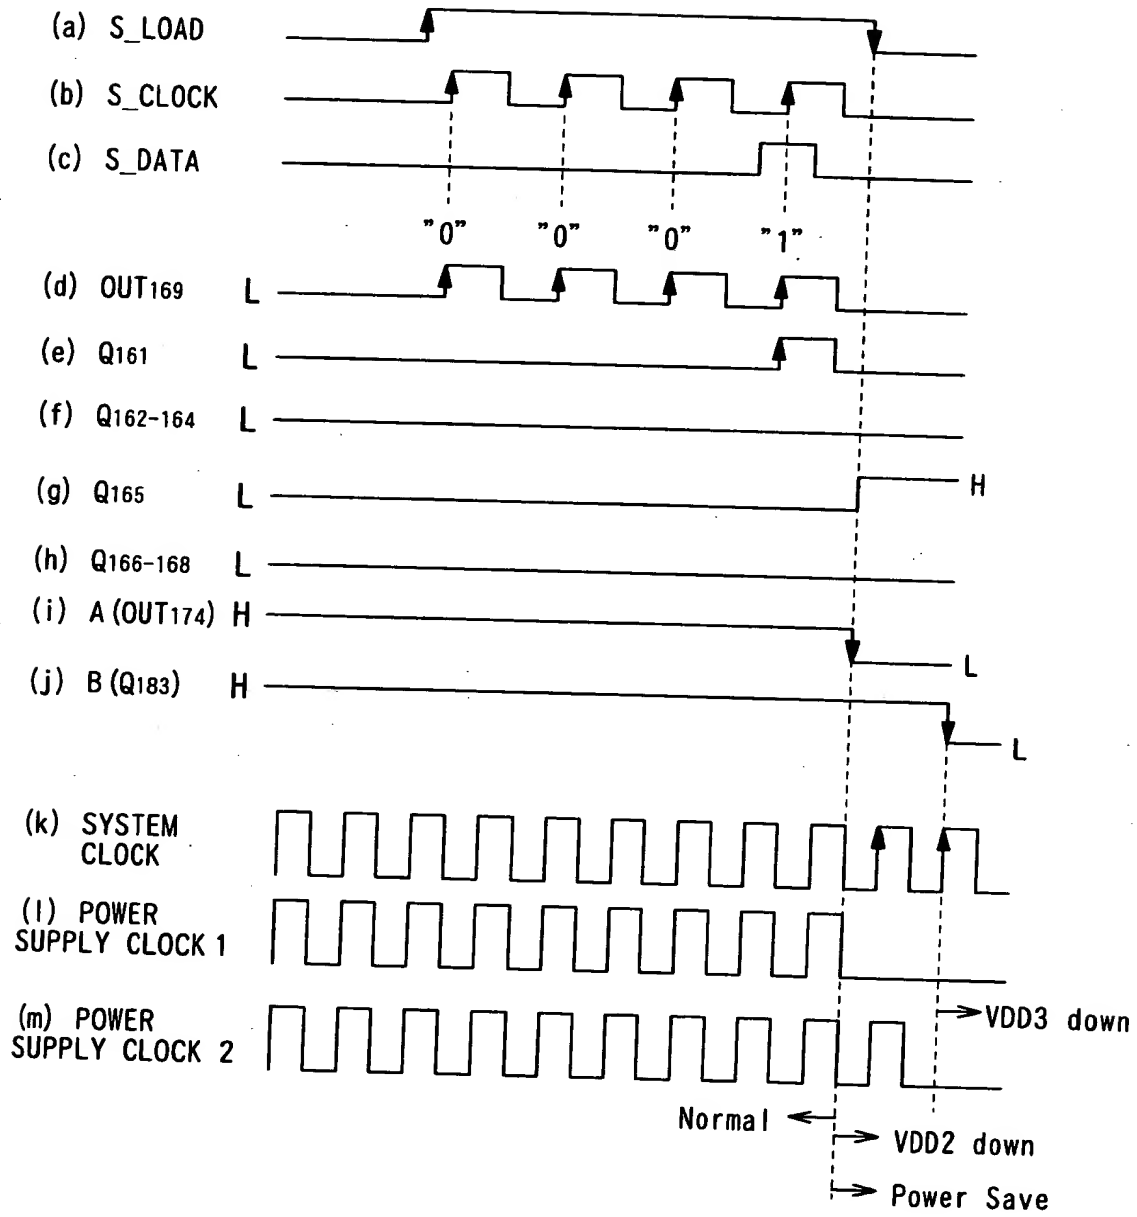 (a) S_LOAD
(b) S_CLOCK
(c) S_DATA
"0" "0" "0" "1"
(d) OUT169 L
(e) Q161 L
(f) Q162-164 L
(g) Q165 L H
(h) Q166-168 L
(i) A(OUT174) H L
(j) B(Q183) H L
(k) SYSTEM
CLOCK
(l) POWER
SUPPLY CLOCK 1
(m) POWER
SUPPLY CLOCK 2
VDD3 down
Normal
VDD2 down
Power Save